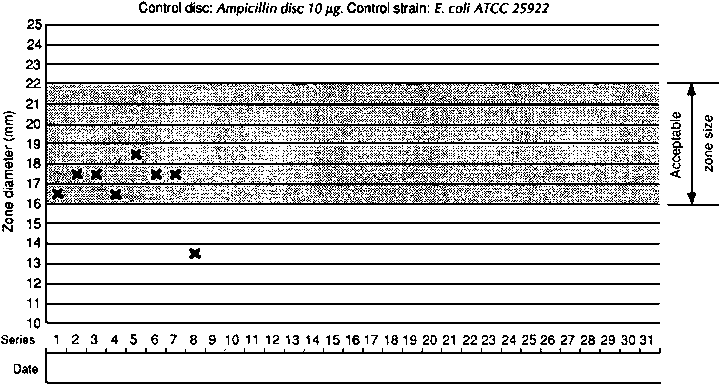 Control disc: Ampicillin disc 10 µg. Control strain: E. coli ATCC 25922
Zone diameter (mm)
25
24
23
22
21
20
19
18
17
16
15
14
13
12
11
10
Acceptable
zone size
Series 1 2 3 4 5 6 7 8 9 10 11 12 13 14 15 16 17 18 19 20 21 22 23 24 25 26 27 28 29 30 31
Date